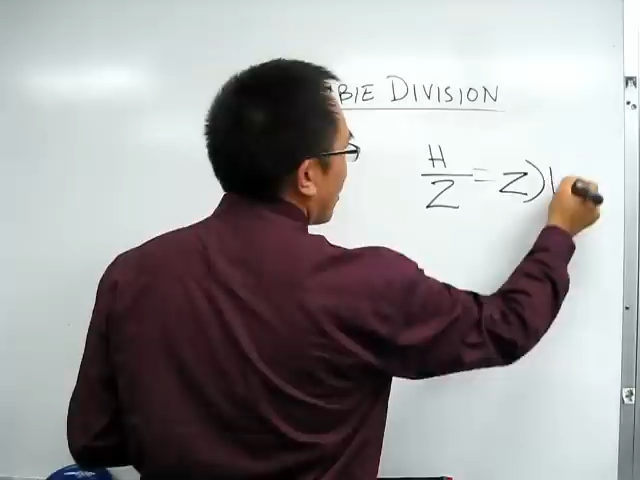 BIE DIVISION
H
Z = Z)